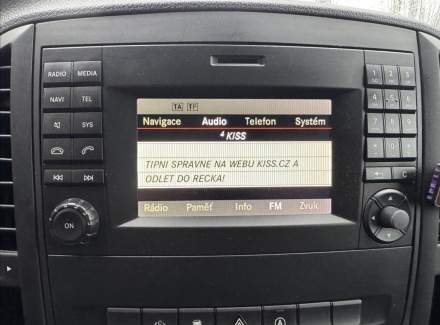 RADIO MEDIA
NAVI TEL
SYS
ON
TA TP
Navigace Audio Telefon Systém
4 KISS
TIPNI SPRAVNE NA WEBU KISS.CZ A
ODLET DO RECKA!
Rádio Paměť Info FM Zvuk
1 2 3
4 5 6
7 8 9
0 #
C